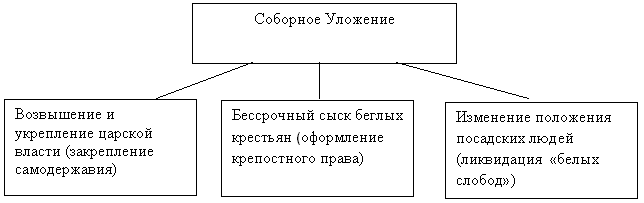 Соборное Уложение
Возвышение и
укрепление царской
власти (закрепление
самодержавия)
Бессрочный сыск беглых
крестьян (оформление
крепостного права)
Изменение положения
посадских людей
(ликвидация «белых
слобод»)